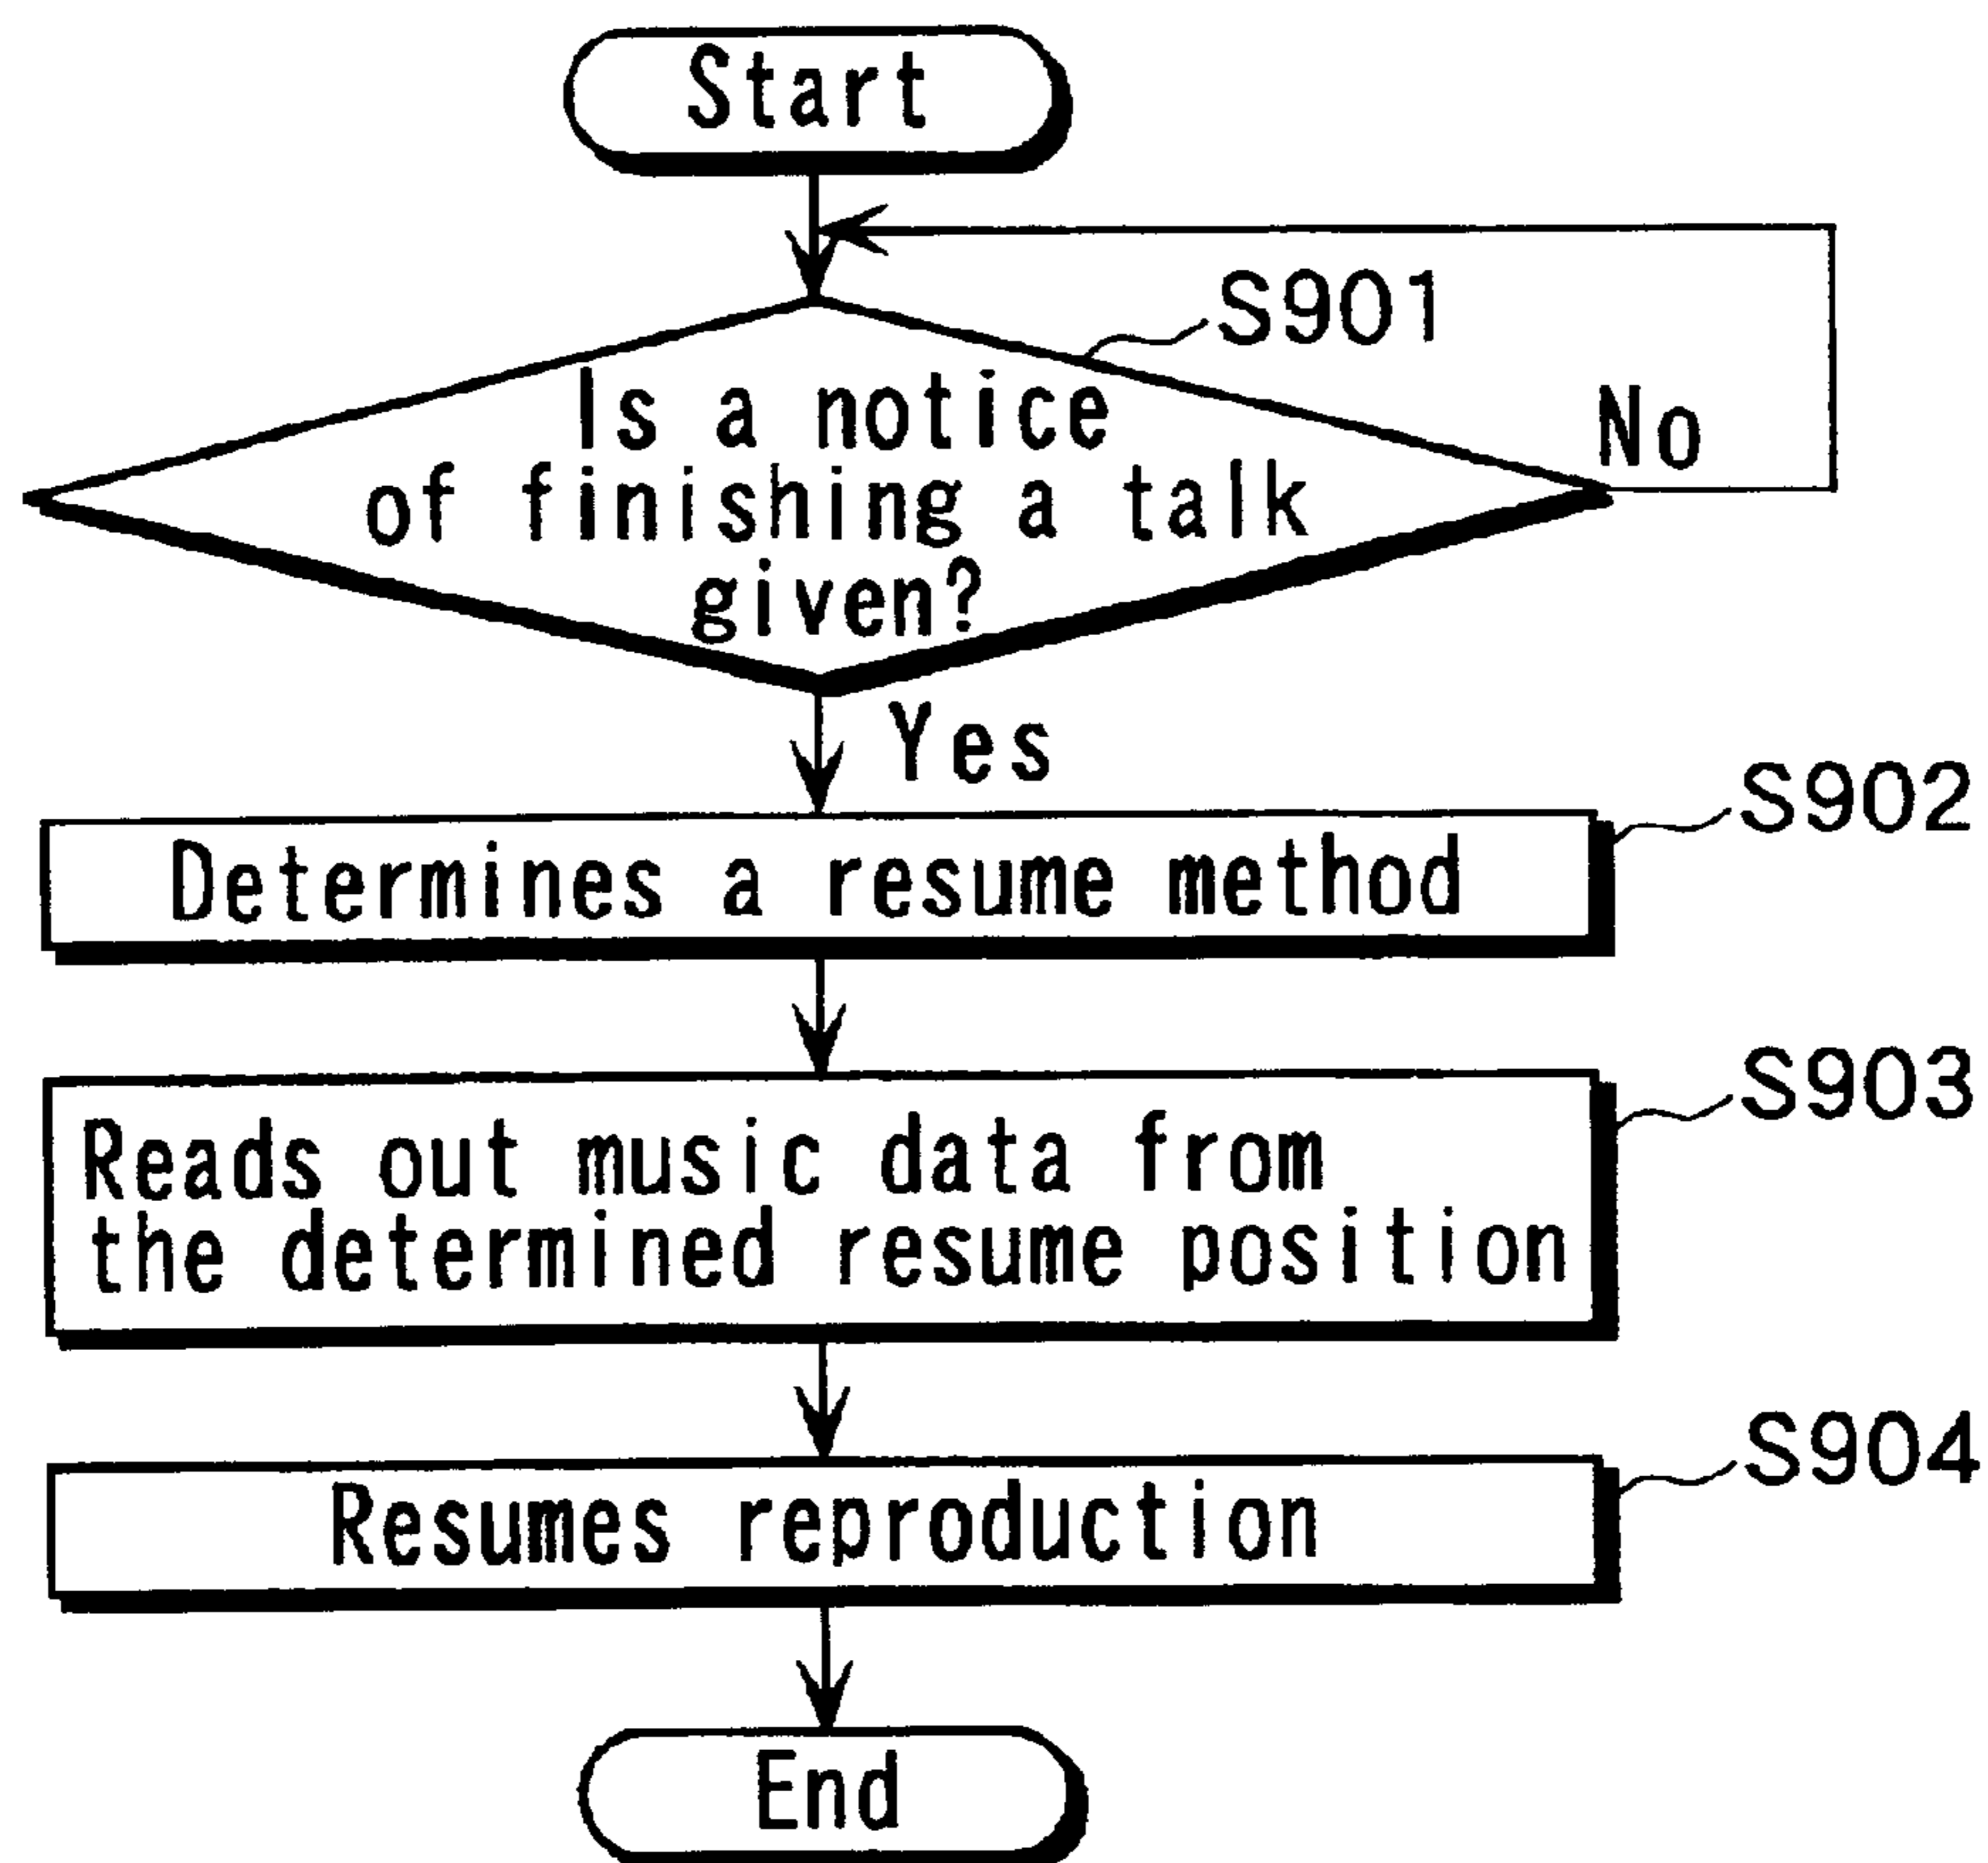 Start
S901
Is a notice
of finishing a talk
given?
No
Yes
S902
Determines a resume method
S903
Reads out music data from
the determined resume position
S904
Resumes reproduction
End